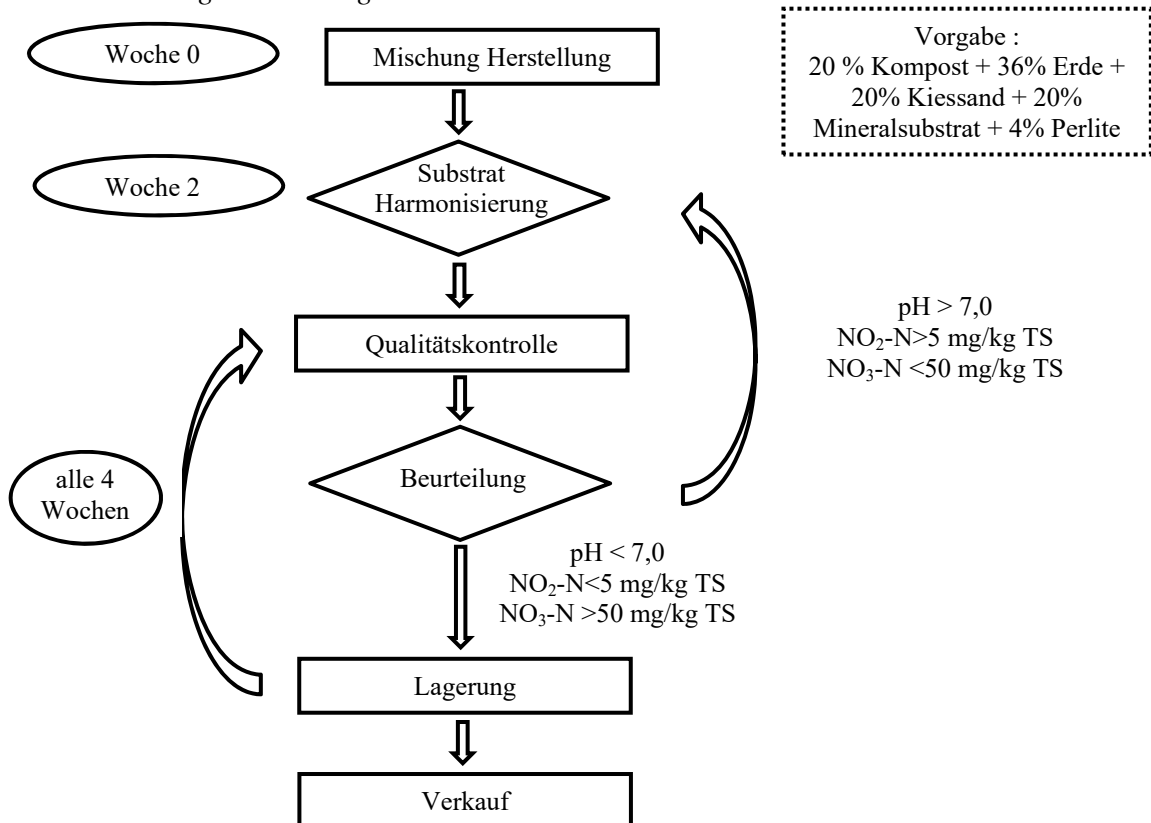 Woche 0
Mischung Herstellung
Vorgabe :
20 % Kompost + 36% Erde +
20% Kiessand + 20%
Mineralsubstrat + 4% Perlite
Woche 2
Substrat
Harmonisierung
pH > 7,0
NO₂-N>5 mg/kg TS
NO₃-N <50 mg/kg TS
Qualitätskontrolle
Beurteilung
alle 4
Wochen
pH < 7,0
NO₂-N<5 mg/kg TS
NO₃-N >50 mg/kg TS
Lagerung
Verkauf